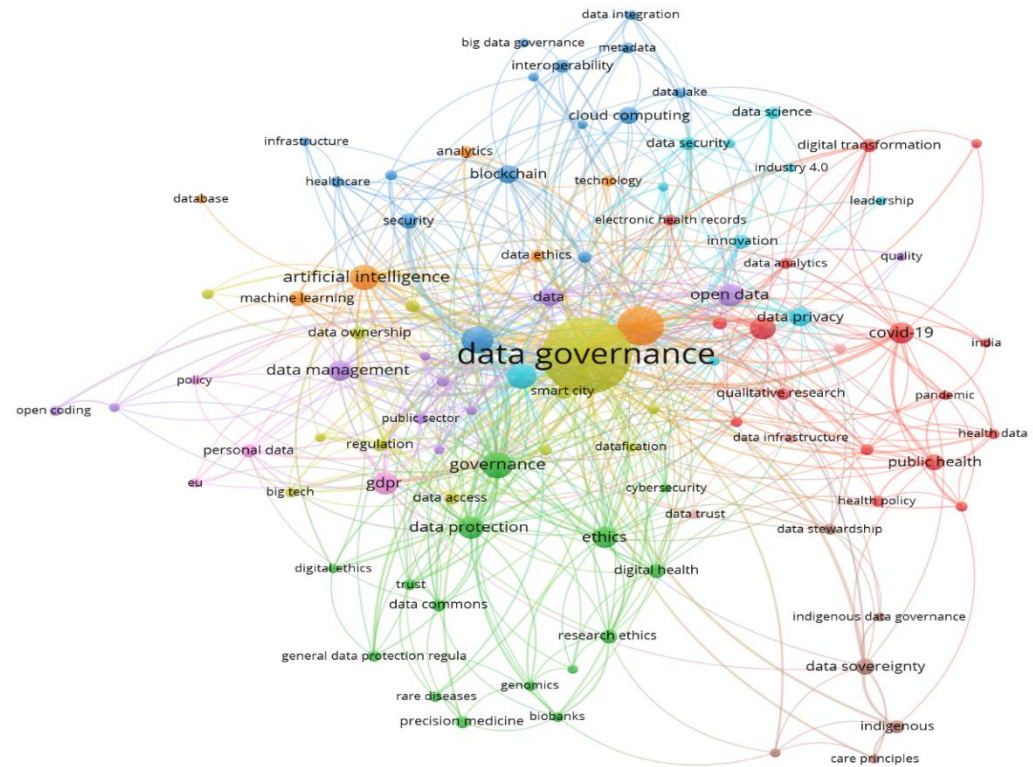 data integration
big data governance
metadata
interoperability
data lake
cloud computing
data science
infrastructure
analytics
data security
digital transformation
blockchain
industry 4.0
healthcare
technology
database
leadership
security
electronic health records
innovation
data ethics
data analytics
quality
artificial intelligence
machine learning
data
open data
data privacy
data ownership
covid-19
data governance
india
data management
policy
smart city
qualitative research
pandemic
open coding
public sector
personal data
regulation
datafication
data infrastructure
health data
governance
public health
eu
gdpr
big tech
data access
cybersecurity
health policy
data trust
data protection
ethics
data stewardship
digital ethics
digital health
trust
data commons
indigenous data governance
research ethics
general data protection regula
data sovereignty
genomics
rare diseases
precision medicine
biobanks
indigenous
care principles